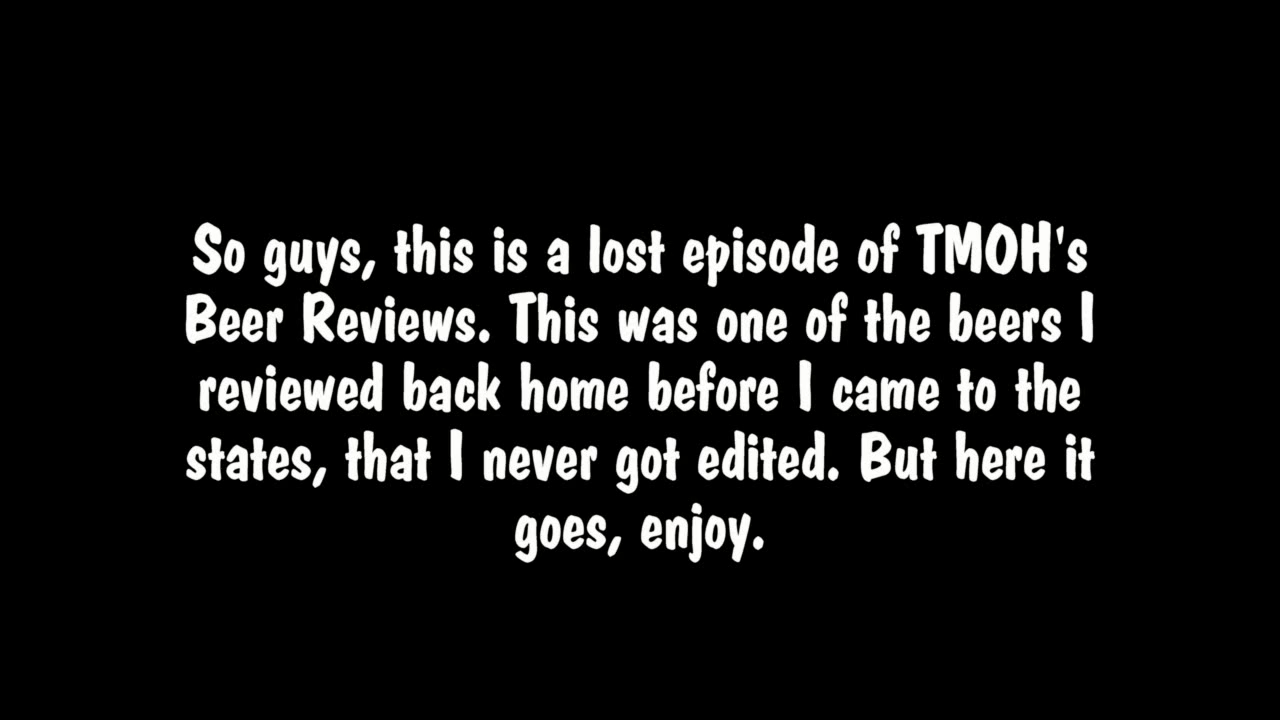 So guys, this is a lost episode of TMOH's
Beer Reviews. This was one of the beers I
reviewed back home before I came to the
states, that I never got edited. But here it
goes, enjoy.